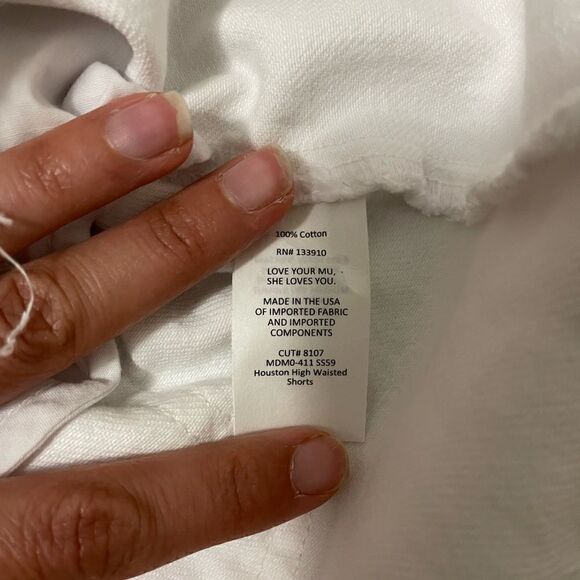 100% Cotton
RN# 133910
LOVE YOUR MU,
SHE LOVES YOU.
MADE IN THE USA
OF IMPORTED FABRIC
AND IMPORTED
COMPONENTS
CUT# 8107
MDM0-411 SS59
Houston High Waisted
Shorts